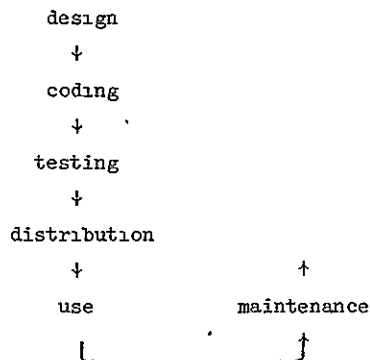 design
↓
coding
↓
testing
↓
distribution
↓ ↑
use maintenance